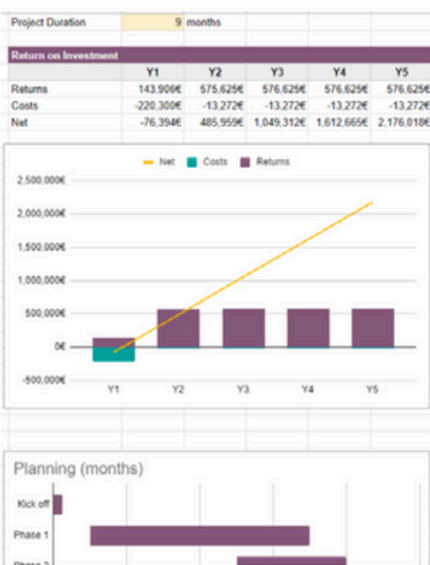 Project Duration 9 months
Return on Investment
Y1 Y2 Y3 Y4 Y5
Returns 143,906€ 575,625€ 576,625€ 576,625€ 576,625€
Costs -220,300€ -13,272€ -13,272€ -13,272€ -13,272€
Net -76,394€ 485,959€ 1,049,312€ 1,612,665€ 2,176,018€
Net Costs Returns
2,500,000€
2,000,000€
1,500,000€
1,000,000€
500,000€
0€
-500,000€
Y1 Y2 Y3 Y4 Y5
Planning (months)
Kick off
Phase 1
Phase 2